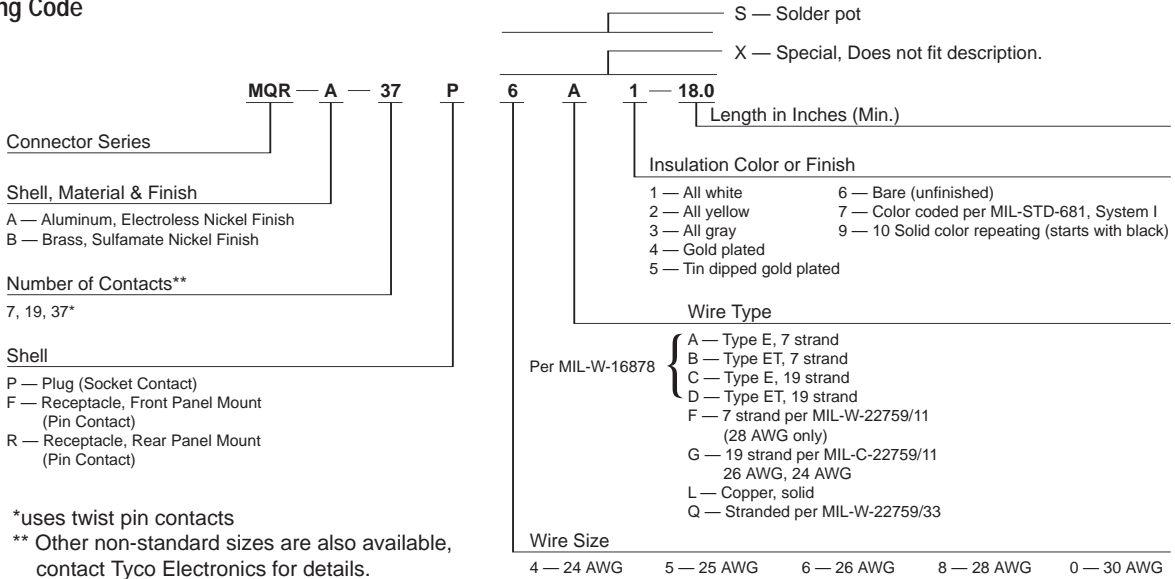 ng Code
S — Solder pot
X — Special, Does not fit description.
MQR — A — 37 P 6 A 1 — 18.0
Length in Inches (Min.)
Connector Series
Insulation Color or Finish
1 — All white 6 — Bare (unfinished)
2 — All yellow 7 — Color coded per MIL-STD-681, System I
3 — All gray 9 — 10 Solid color repeating (starts with black)
4 — Gold plated
5 — Tin dipped gold plated
Shell, Material & Finish
A — Aluminum, Electroless Nickel Finish
B — Brass, Sulfamate Nickel Finish
Number of Contacts**
7, 19, 37*
Wire Type
Per MIL-W-16878
A — Type E, 7 strand
B — Type ET, 7 strand
C — Type E, 19 strand
D — Type ET, 19 strand
F — 7 strand per MIL-W-22759/11
(28 AWG only)
G — 19 strand per MIL-C-22759/11
26 AWG, 24 AWG
L — Copper, solid
Q — Stranded per MIL-W-22759/33
Shell
P — Plug (Socket Contact)
F — Receptacle, Front Panel Mount
(Pin Contact)
R — Receptacle, Rear Panel Mount
(Pin Contact)
*uses twist pin contacts
** Other non-standard sizes are also available,
contact Tyco Electronics for details.
Wire Size
4 — 24 AWG 5 — 25 AWG 6 — 26 AWG 8 — 28 AWG 0 — 30 AWG